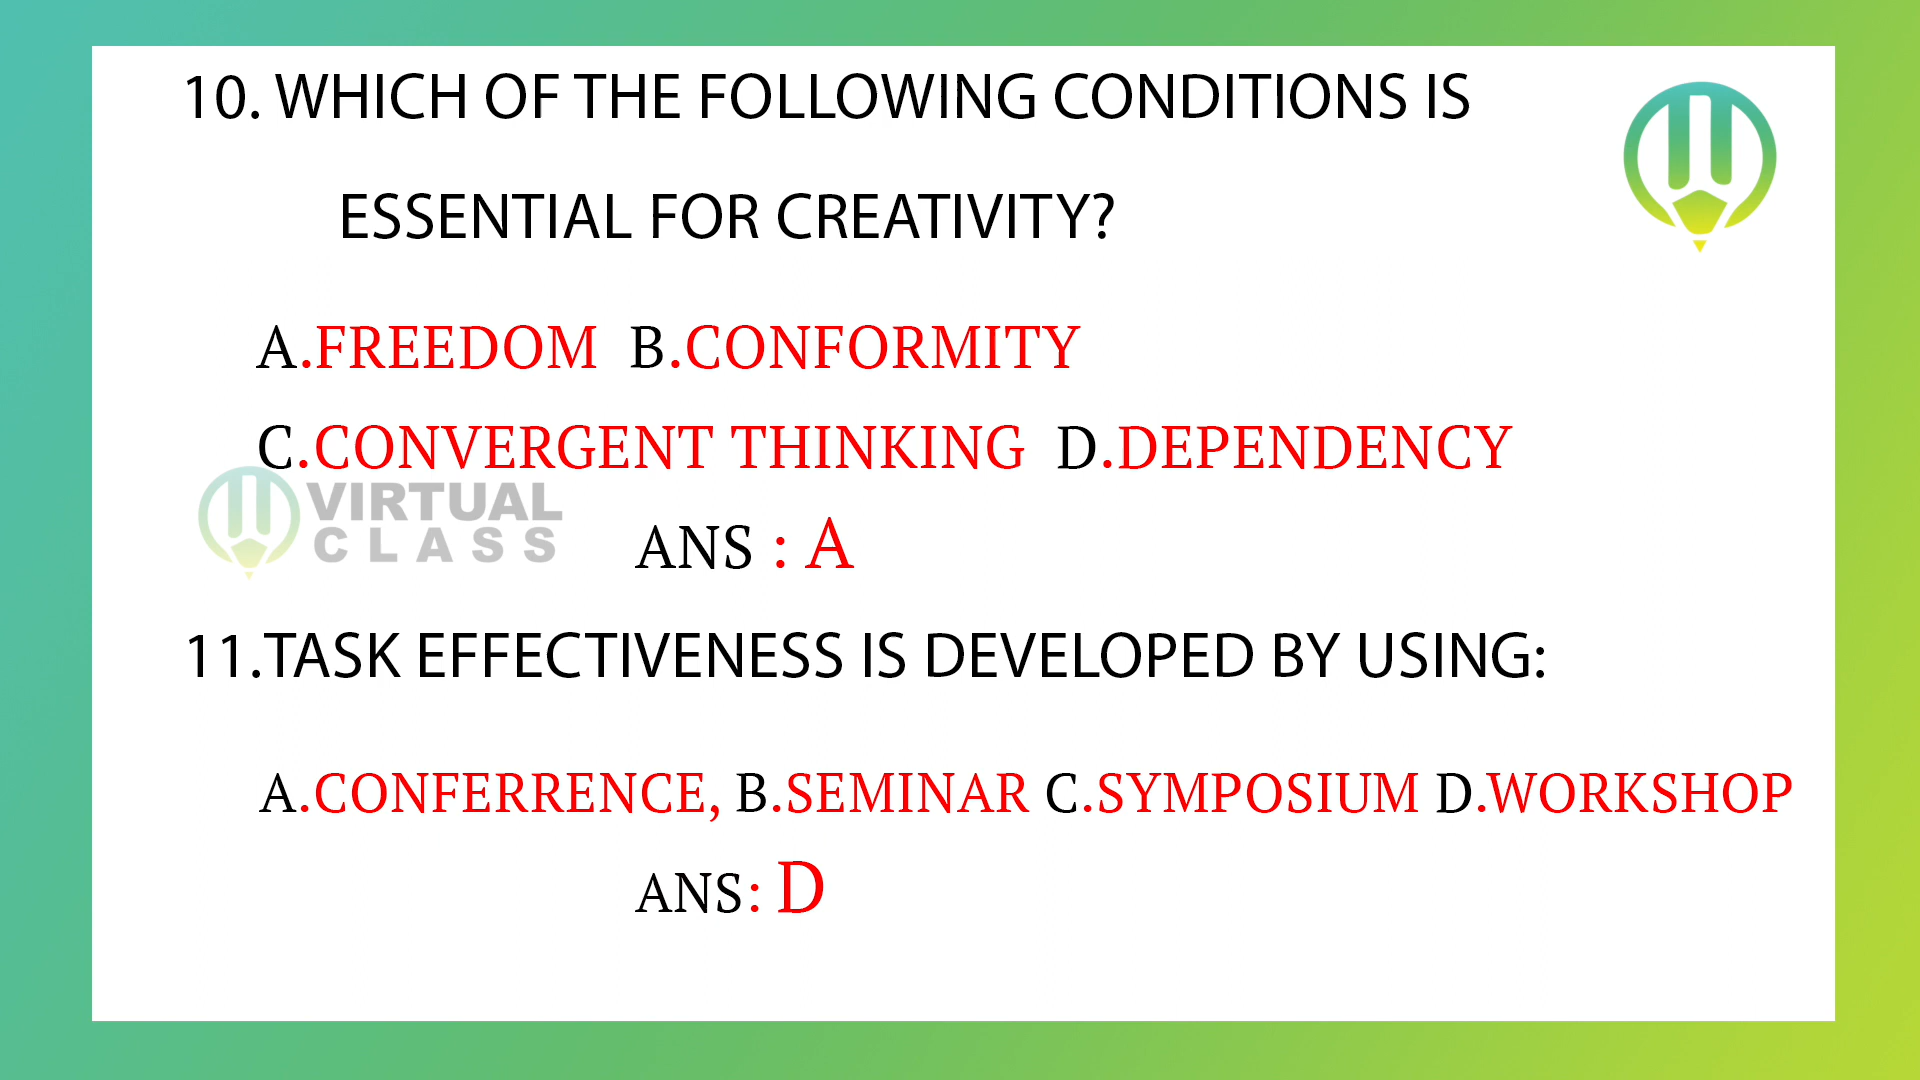 10. WHICH OF THE FOLLOWING CONDITIONS IS
ESSENTIAL FOR CREATIVITY?
A.FREEDOM B.CONFORMITY
C.CONVERGENT THINKING D.DEPENDENCY
VIRTUAL
CLASS
ANS : A
11.TASK EFFECTIVENESS IS DEVELOPED BY USING:
A.CONFERRENCE, B.SEMINAR C.SYMPOSIUM D.WORKSHOP
ANS: D